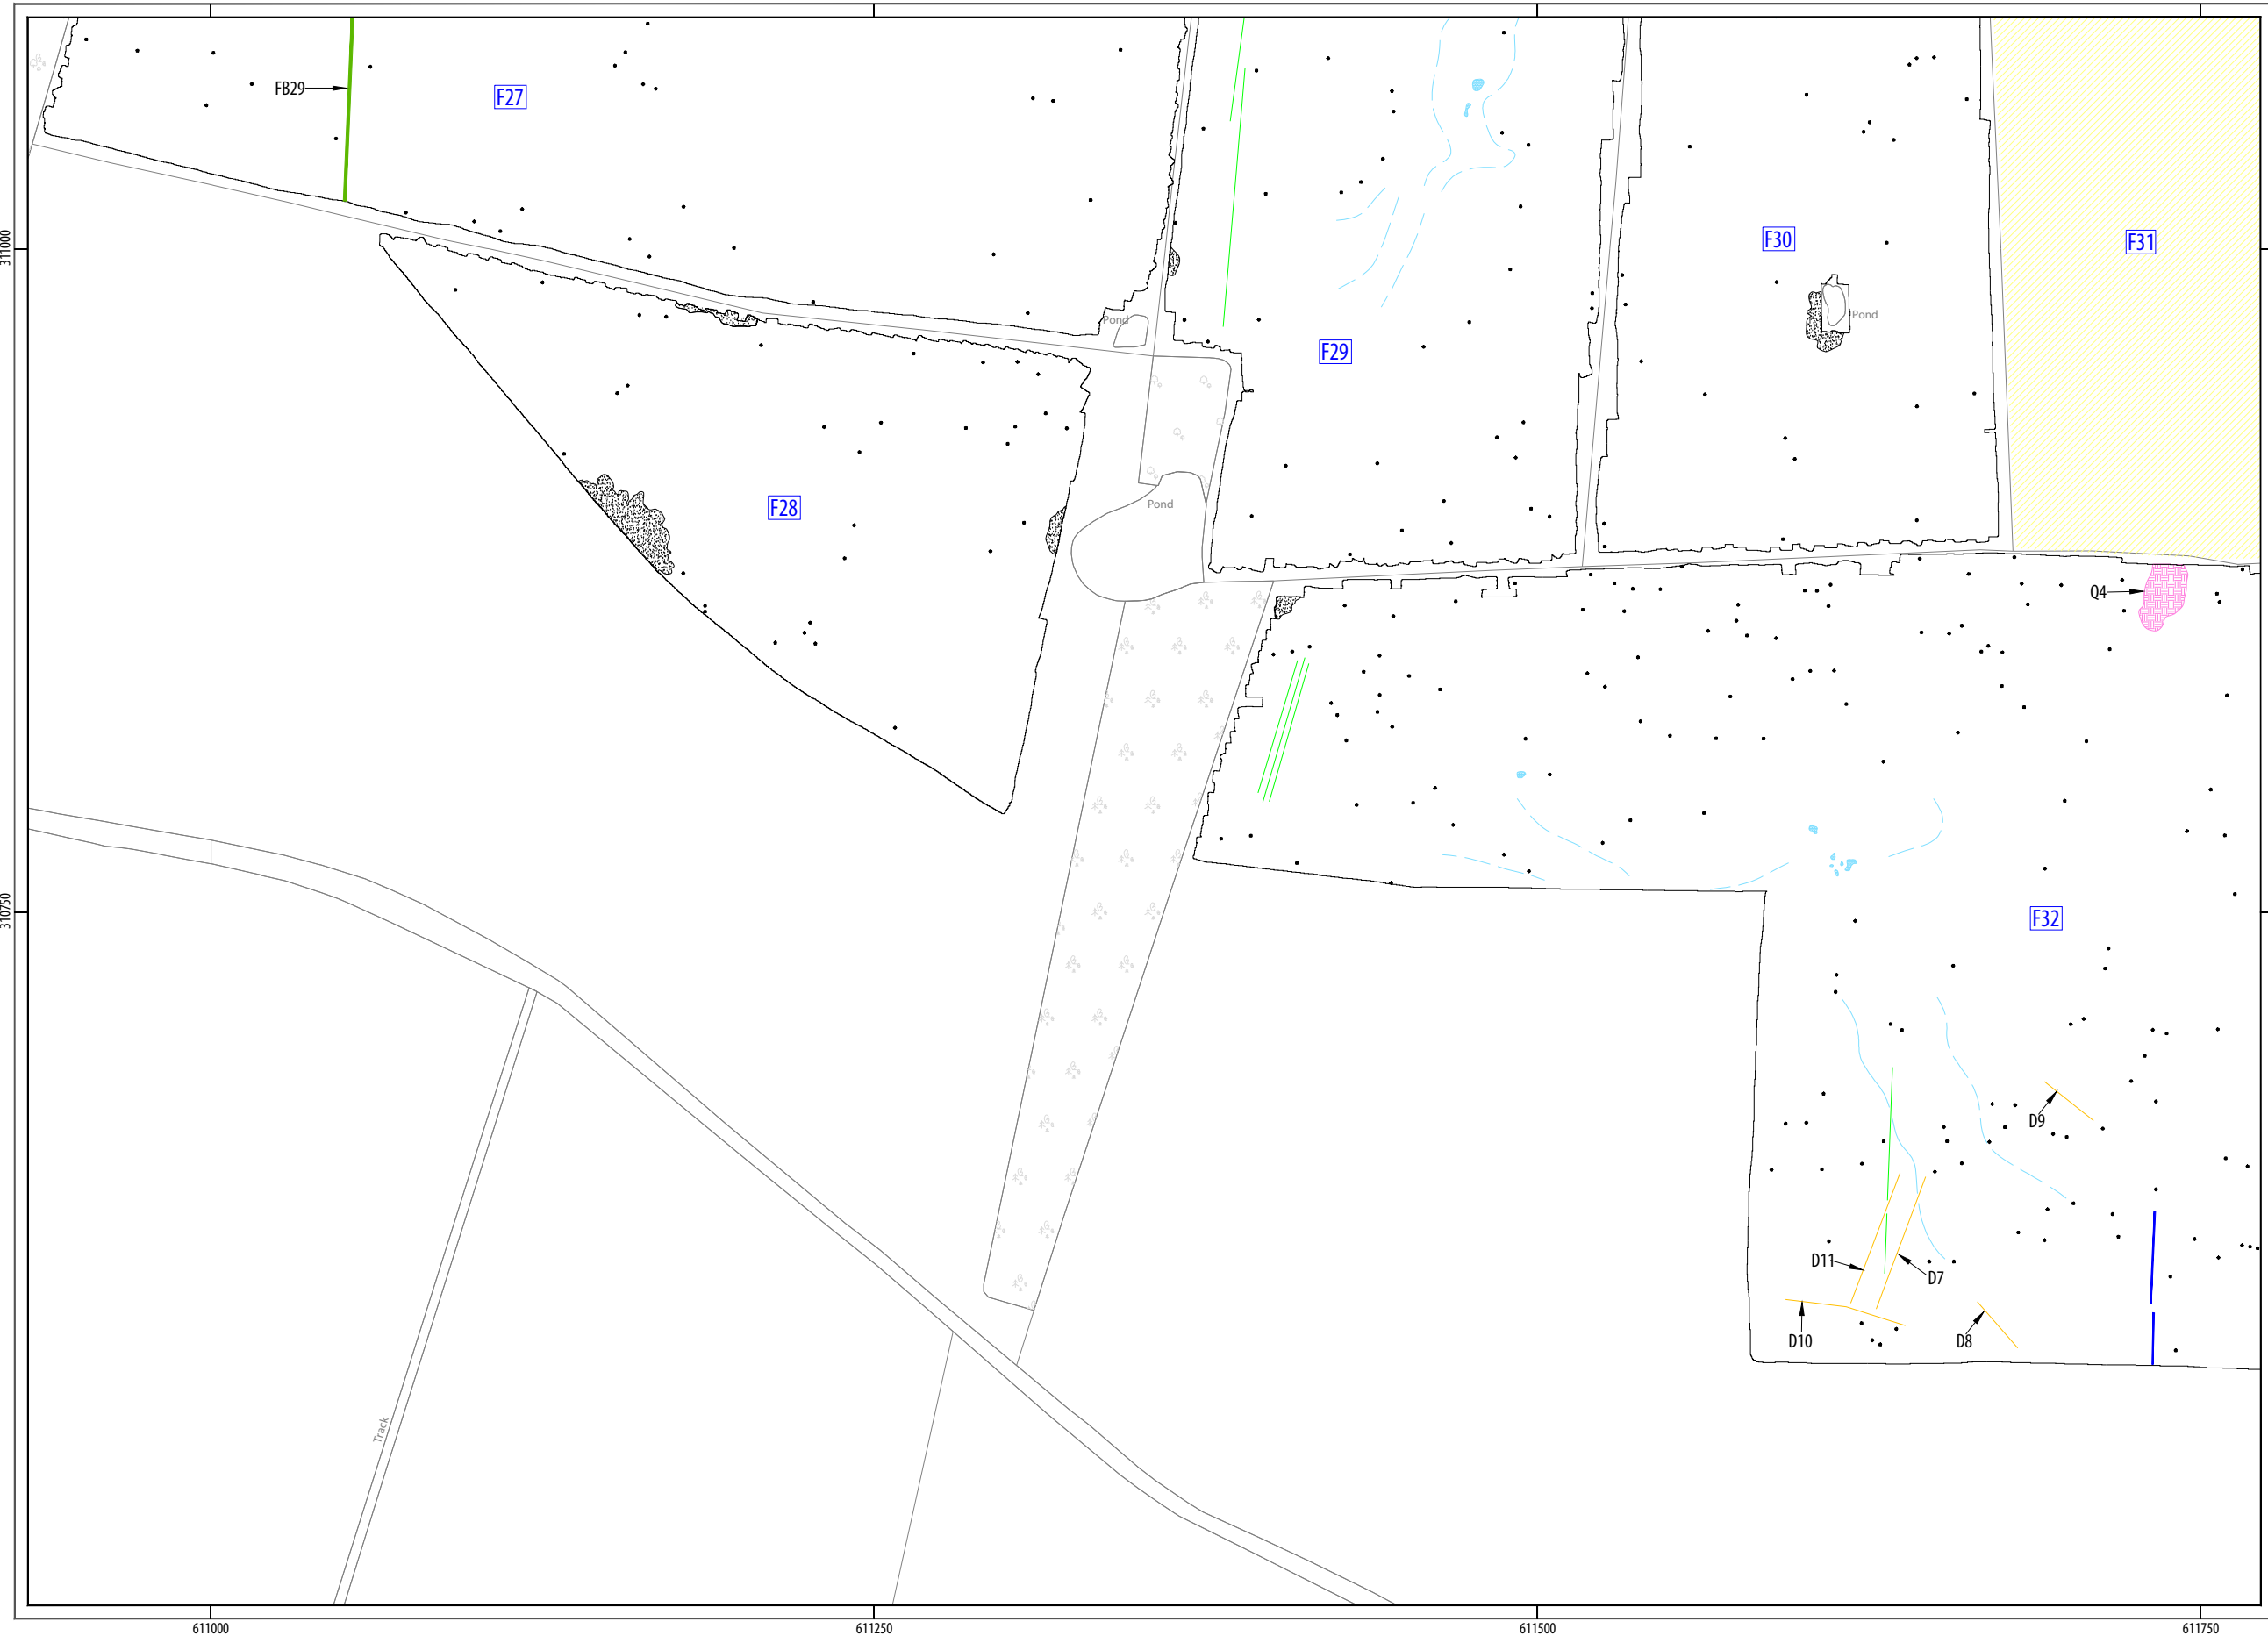 FB29
F27
311000
F30
F31
Pond
Pond
F29
Pond
F28
Q4
310750
F32
D9
D11
D7
D10
D8
Track
611000
611250
611500
611750